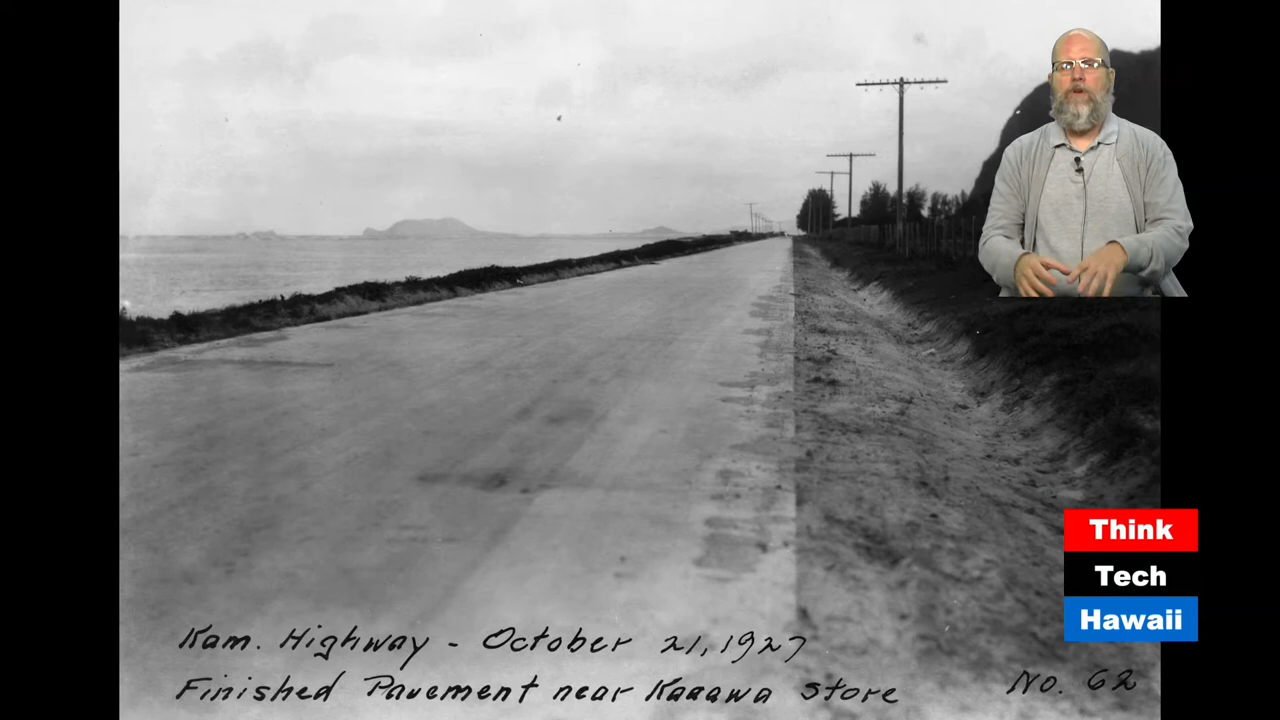 Think
Tech
Hawaii
Kam. Highway - October 21, 1927
Finished Pavement near Kaaawa Store
No. 62